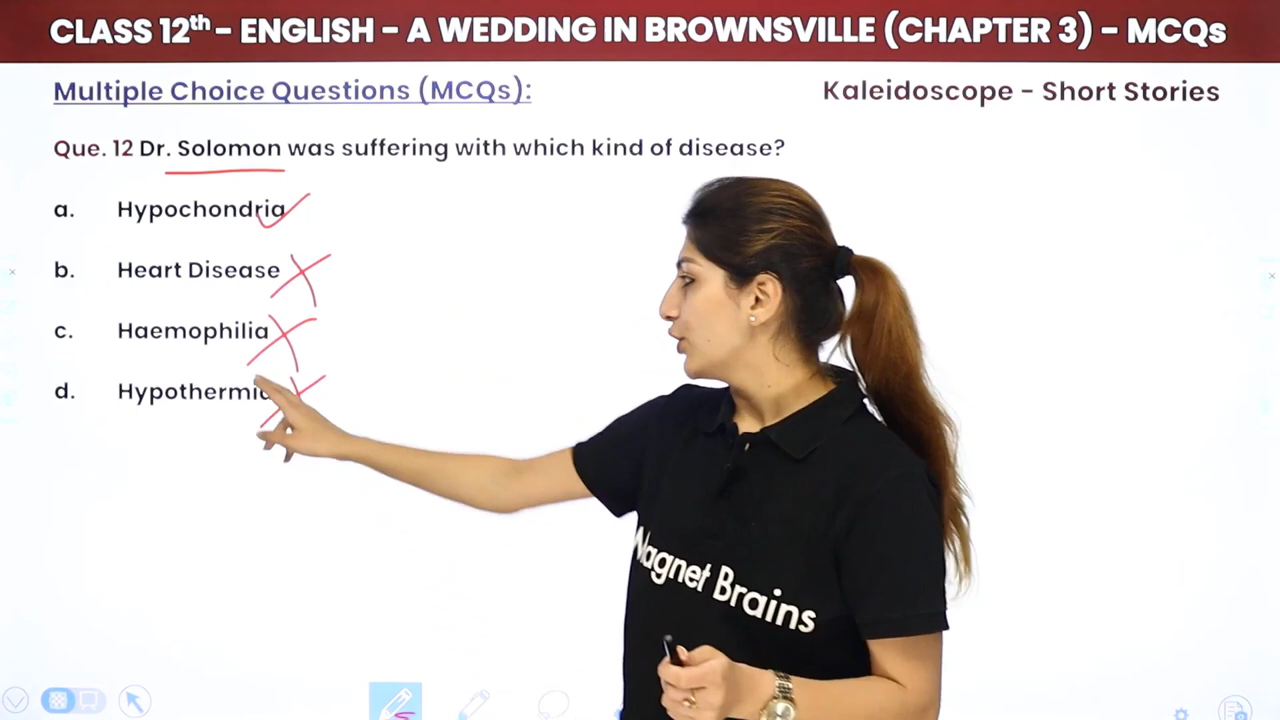 CLASS 12th – ENGLISH – A WEDDING IN BROWNSVILLE (CHAPTER 3) – MCQs
Multiple Choice Questions (MCQs): Kaleidoscope - Short Stories
Que. 12 Dr. Solomon was suffering with which kind of disease?
a. Hypochondria
b. Heart Disease
c. Haemophilia
d. Hypothermia
Magnet Brains